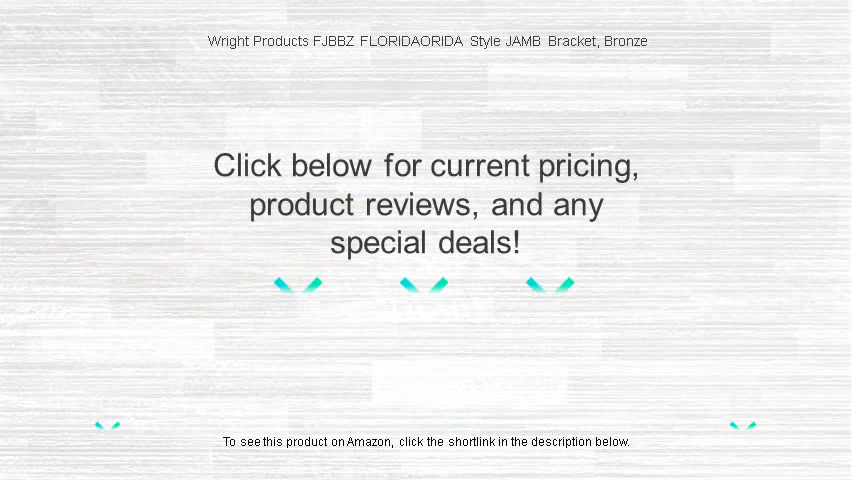 Wright Products FJBBZ FLORIDAORIDA Style JAMB Bracket, Bronze
Click below for current pricing,
product reviews, and any
special deals!
To see this product on Amazon, click the shortlink in the description below.